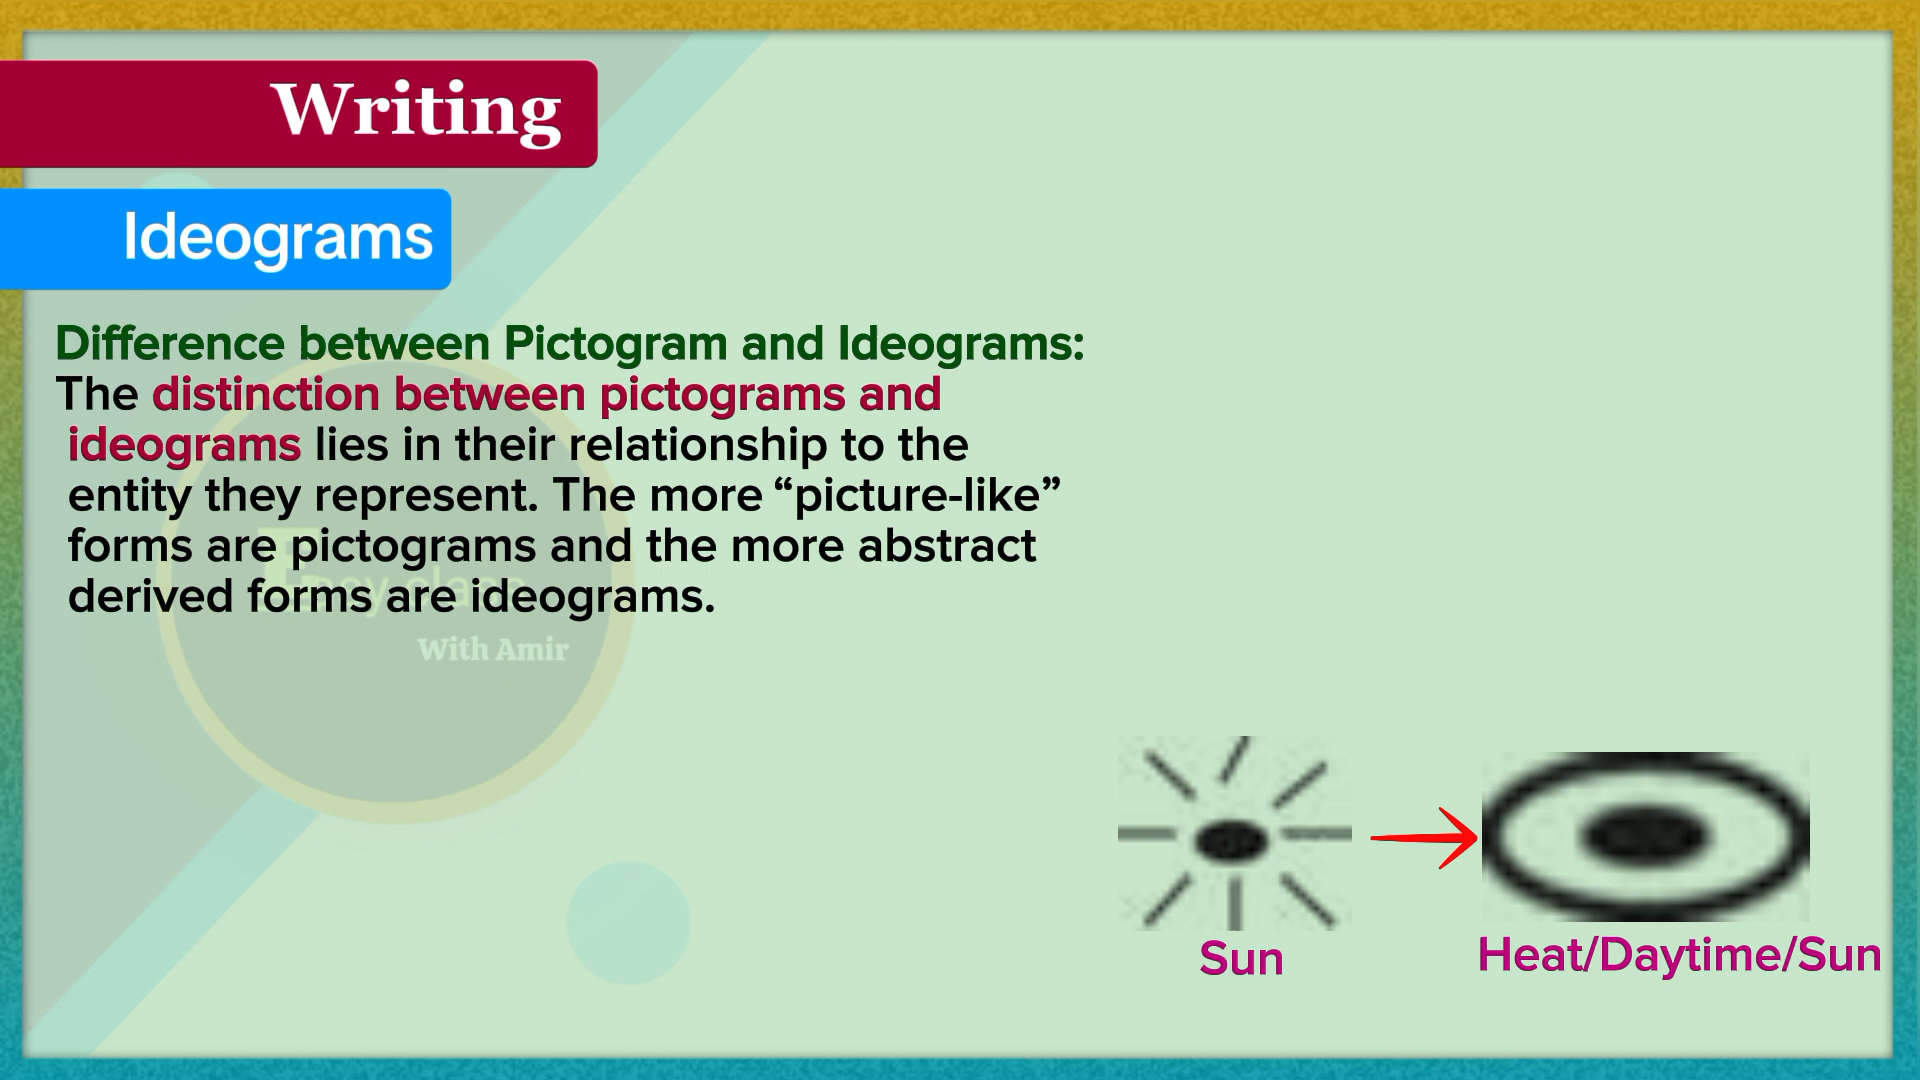 Writing
Ideograms
Difference between Pictogram and Ideograms:
The distinction between pictograms and
ideograms lies in their relationship to the
entity they represent. The more “picture-like”
forms are pictograms and the more abstract
derived forms are ideograms.
With Amir
Sun
Heat/Daytime/Sun